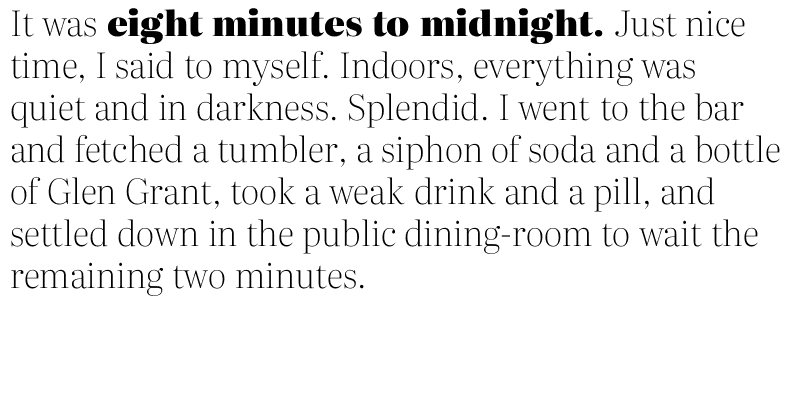 It was eight minutes to midnight. Just nice
time, I said to myself. Indoors, everything was
quiet and in darkness. Splendid. I went to the bar
and fetched a tumbler, a siphon of soda and a bottle
of Glen Grant, took a weak drink and a pill, and
settled down in the public dining-room to wait the
remaining two minutes.